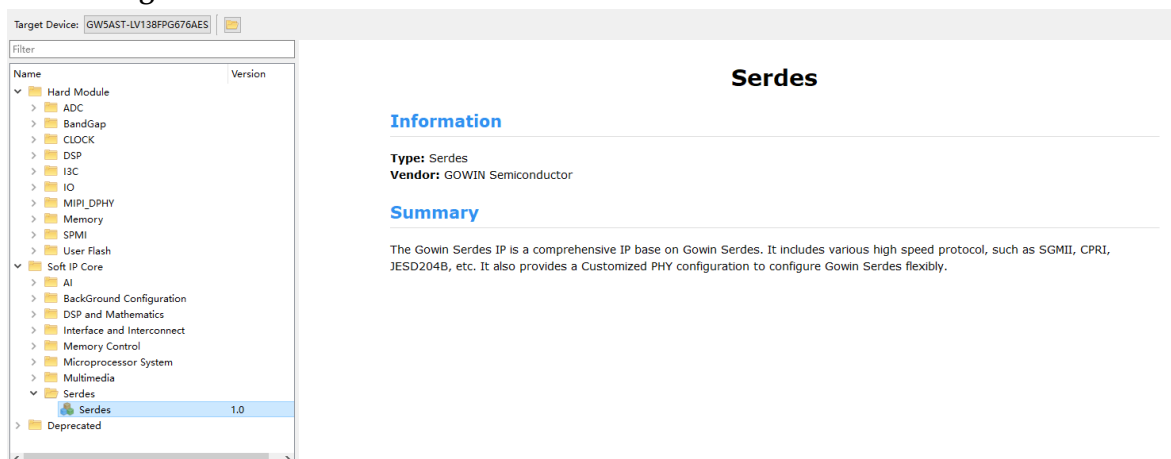 Target Device: GW5AST-LV138FPG676AES
Filter
Name Version
Hard Module
ADC
BandGap
CLOCK
DSP
I3C
IO
MIPI_DPHY
Memory
SPMI
User Flash
Soft IP Core
AI
BackGround Configuration
DSP and Mathematics
Interface and Interconnect
Memory Control
Microprocessor System
Multimedia
Serdes
Serdes 1.0
Deprecated
Serdes
Information
Type: Serdes
Vendor: GOWIN Semiconductor
Summary
The Gowin Serdes IP is a comprehensive IP base on Gowin Serdes. It includes various high speed protocol, such as SGMII, CPRI,
JESD204B, etc. It also provides a Customized PHY configuration to configure Gowin Serdes flexibly.